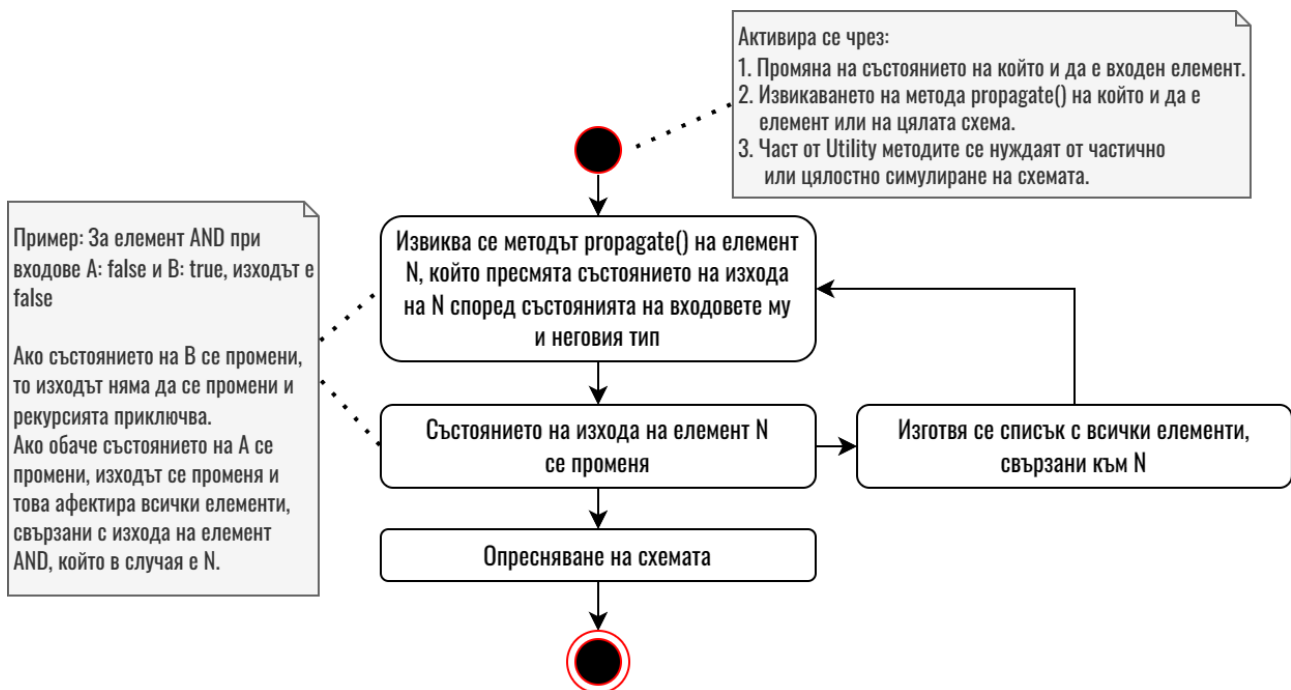 Активира се чрез:
1. Промяна на състоянието на който и да е входен елемент.
2. Извикаването на метода propagate() на който и да е
елемент или на цялата схема.
3. Част от Utility методите се нуждаят от частично
или цялостно симулиране на схемата.
Пример: За елемент AND при
входове A: false и B: true, изходът е
false
Ако състоянието на B се промени,
то изходът няма да се промени и
рекурсията приключва.
Ако обаче състоянието на А се
промени, изходът се променя и
това афектира всички елементи,
свързани с изхода на елемент
AND, който в случая е N.
Извиква се методът propagate() на елемент
N, който пресмята състоянието на изхода
на N според състоянията на входовете му
и неговия тип
Състоянието на изхода на елемент N
се променя
Изготвя се списък с всички елементи,
свързани към N
Опресняване на схемата